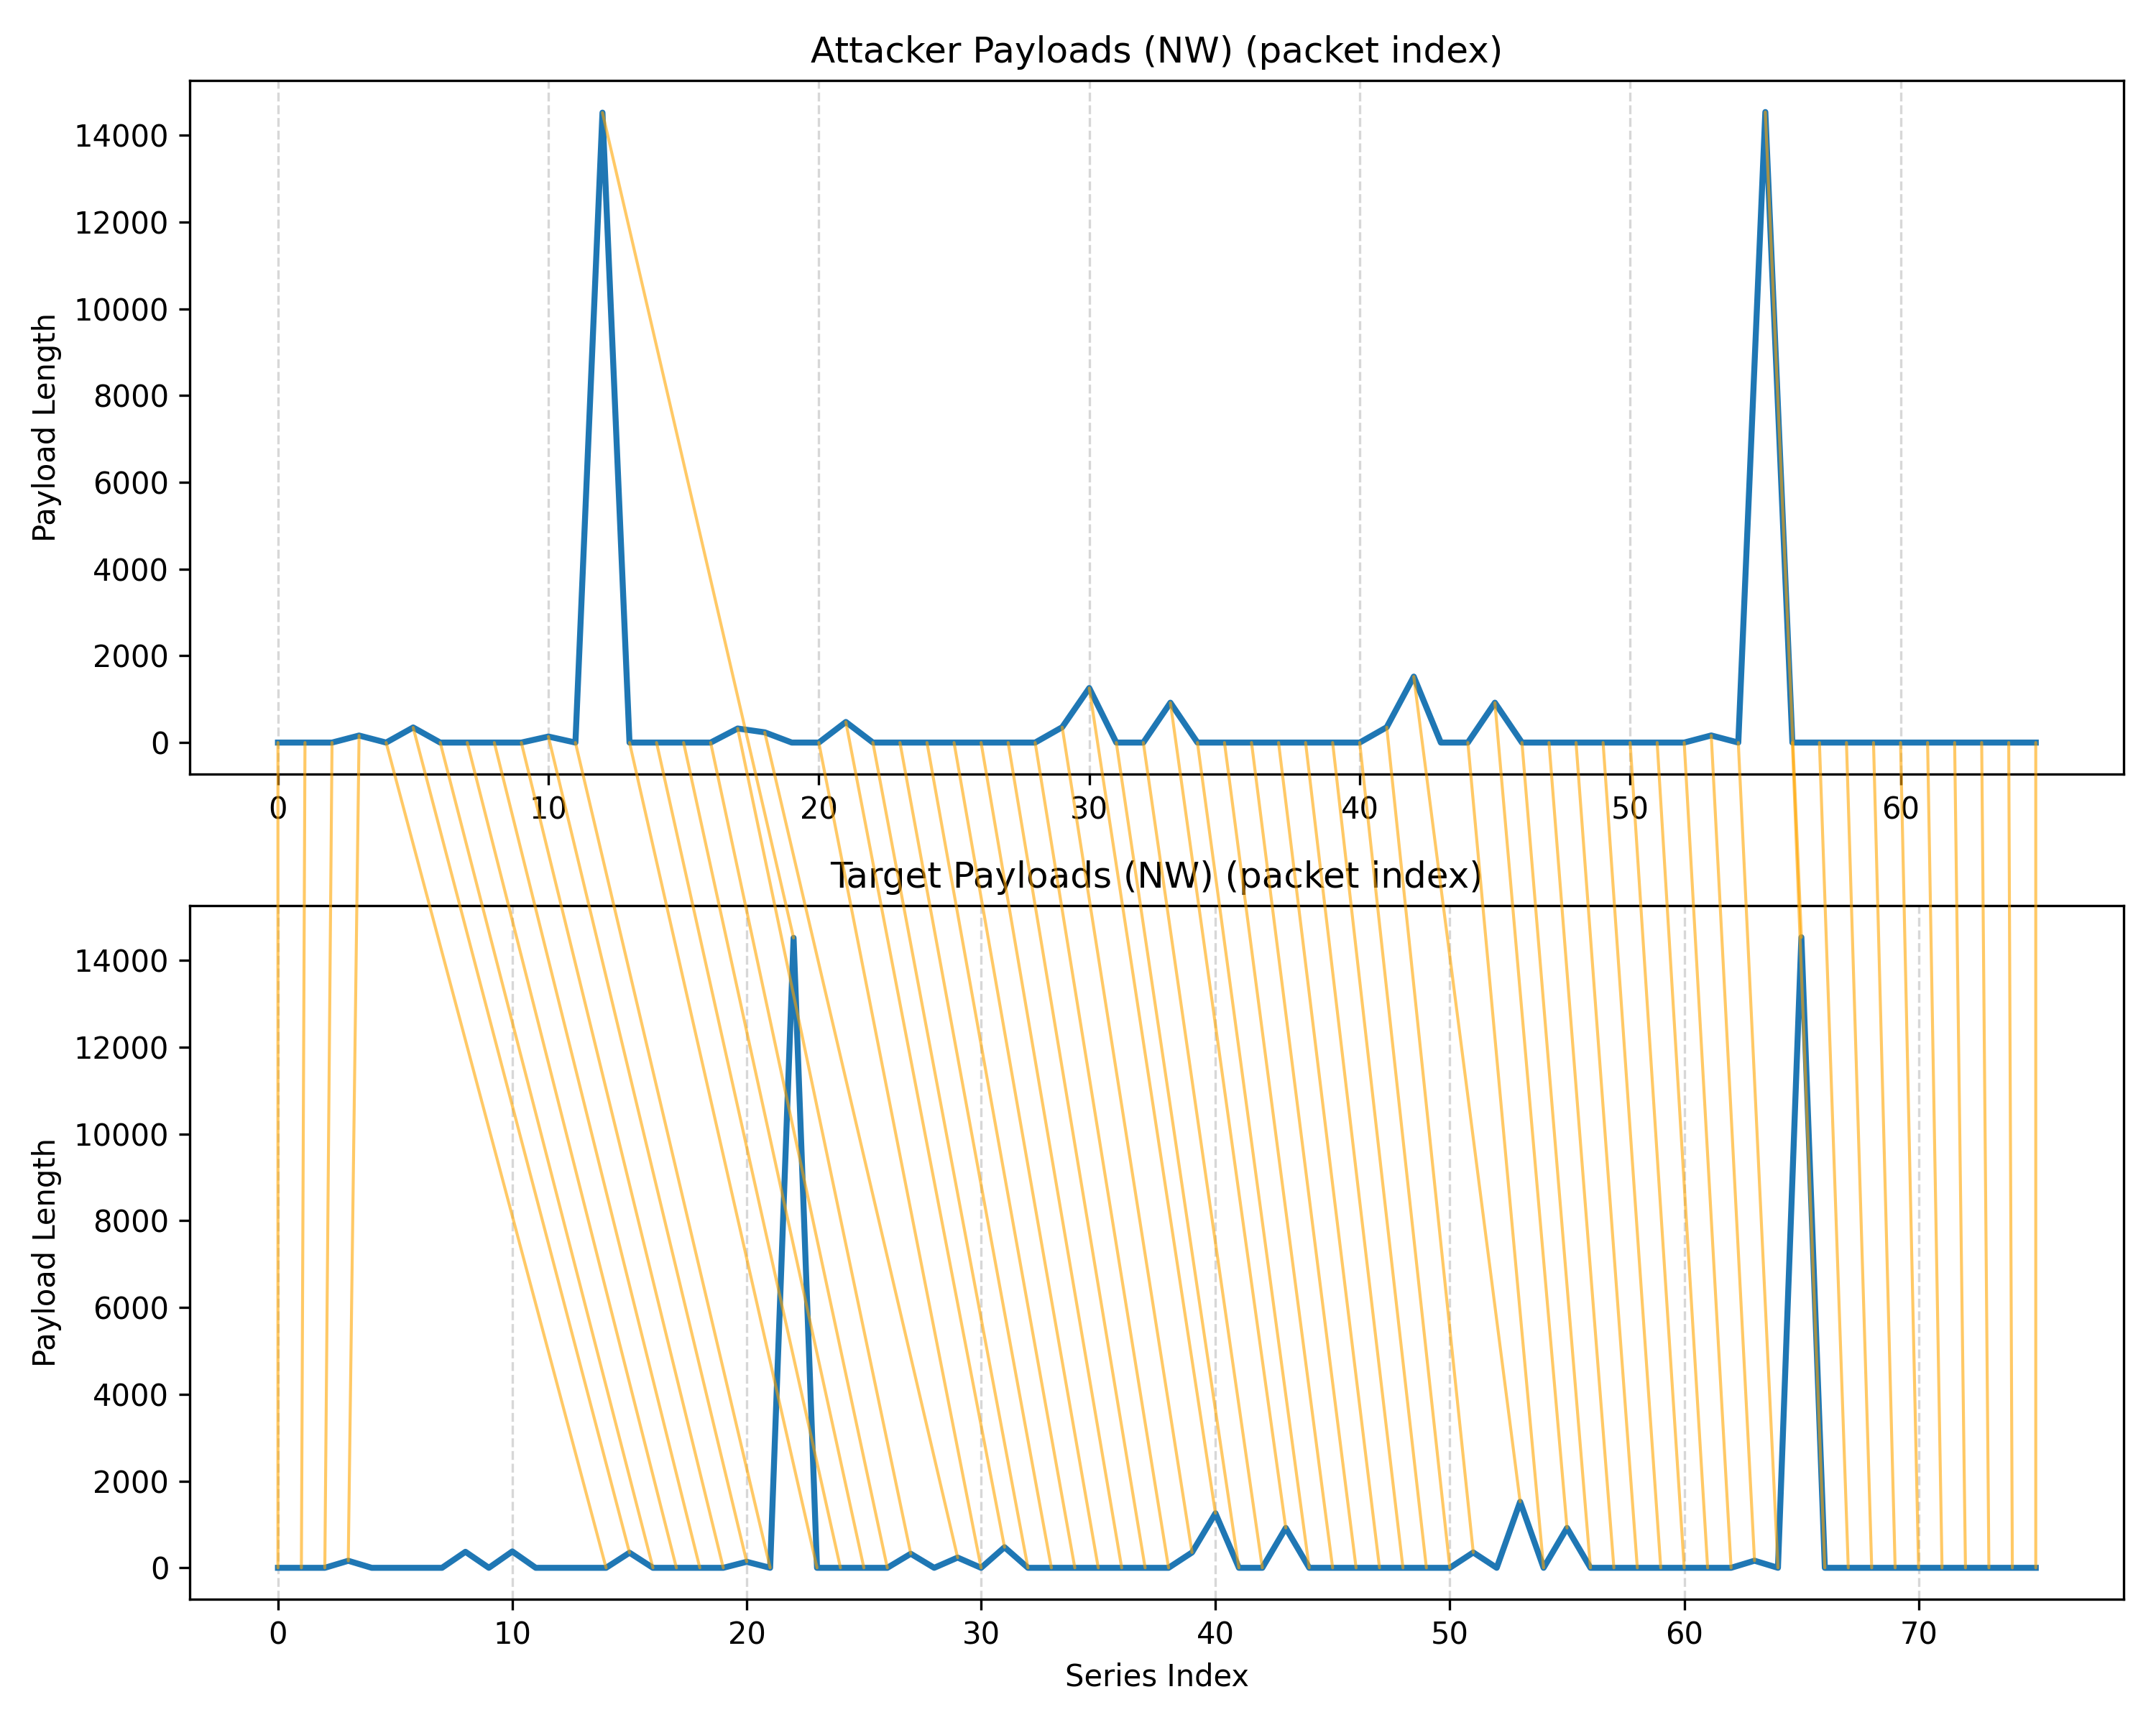 Attacker Payloads (NW) (packet index)
Payload Length
14000
12000
10000
8000
6000
4000
2000
0
0 10 20 30 40 50 60
Target Payloads (NW) (packet index)
Payload Length
14000
12000
10000
8000
6000
4000
2000
0
0 10 20 30 40 50 60 70
Series Index